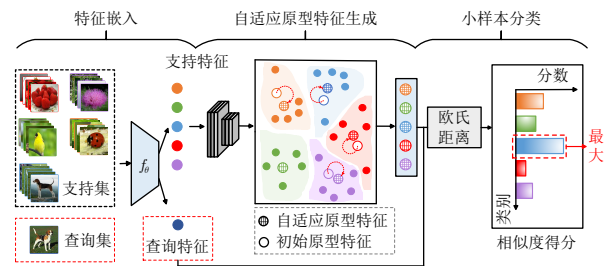 特征嵌入
自适应原型特征生成
小样本分类
支持特征
支持集
查询集
fθ
查询特征
自适应原型特征
初始原型特征
欧氏
距离
分数
最
大
类别
相似度得分